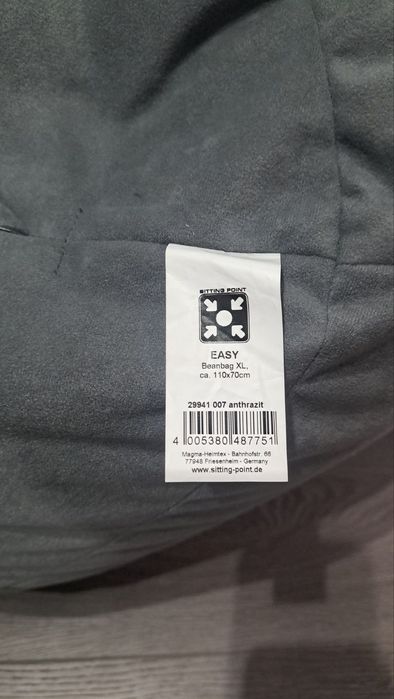 SITTING POINT
EASY
Beanbag XL,
ca. 110x70cm
29941 007 anthrazit
4 005380 487751
Magma-Heimtex - Bahnhofstr. 66
77948 Friesenheim - Germany
www.sitting-point.de